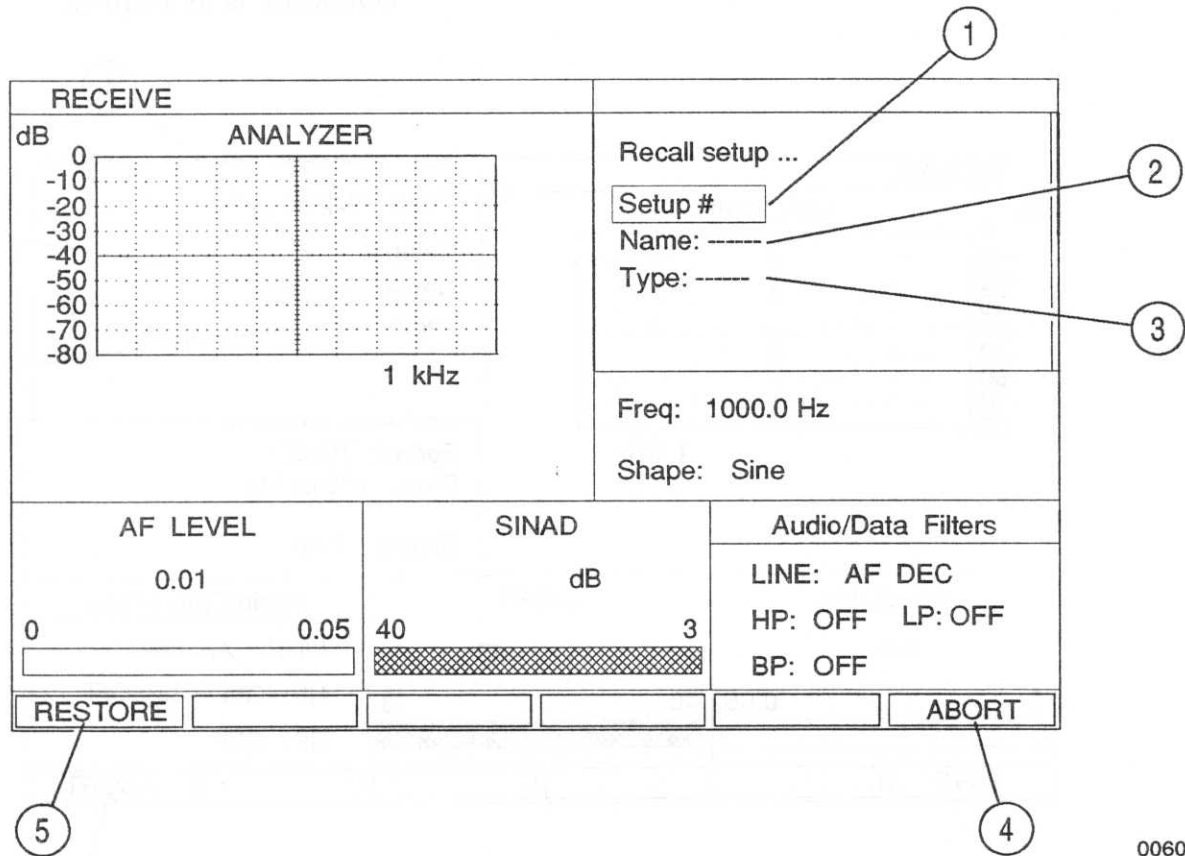 1
RECEIVE
dB ANALYZER
0
-10
-20
-30
-40
-50
-60
-70
-80
1 kHz
Recall setup ...
Setup #
Name: -----
Type: -----
2
3
Freq: 1000.0 Hz
Shape: Sine
AF LEVEL
0.01
0 0.05
SINAD
dB
40 3
Audio/Data Filters
LINE: AF DEC
HP: OFF LP: OFF
BP: OFF
RESTORE
ABORT
5
4
0060